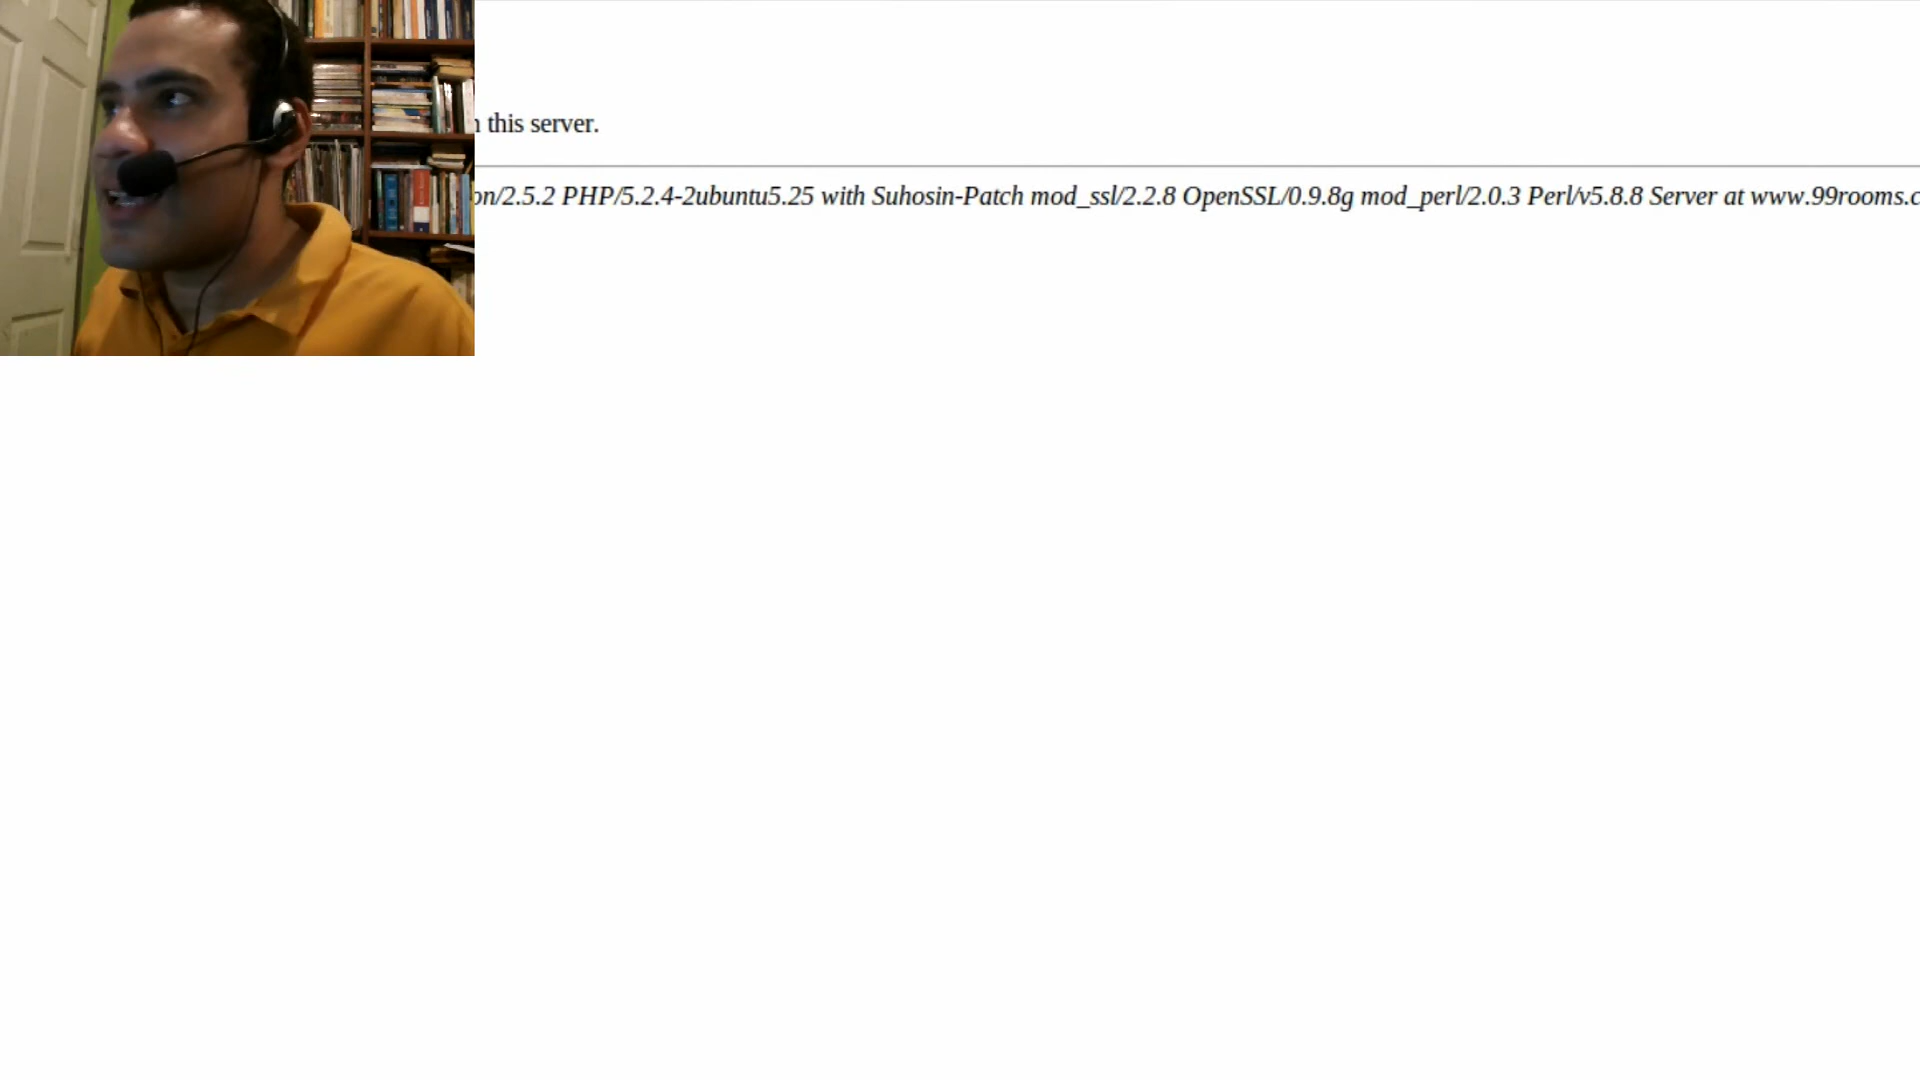 this server.
on/2.5.2 PHP/5.2.4-2ubuntu5.25 with Suhosin-Patch mod_ssl/2.2.8 OpenSSL/0.9.8g mod_perl/2.0.3 Perl/v5.8.8 Server at www.99rooms.c